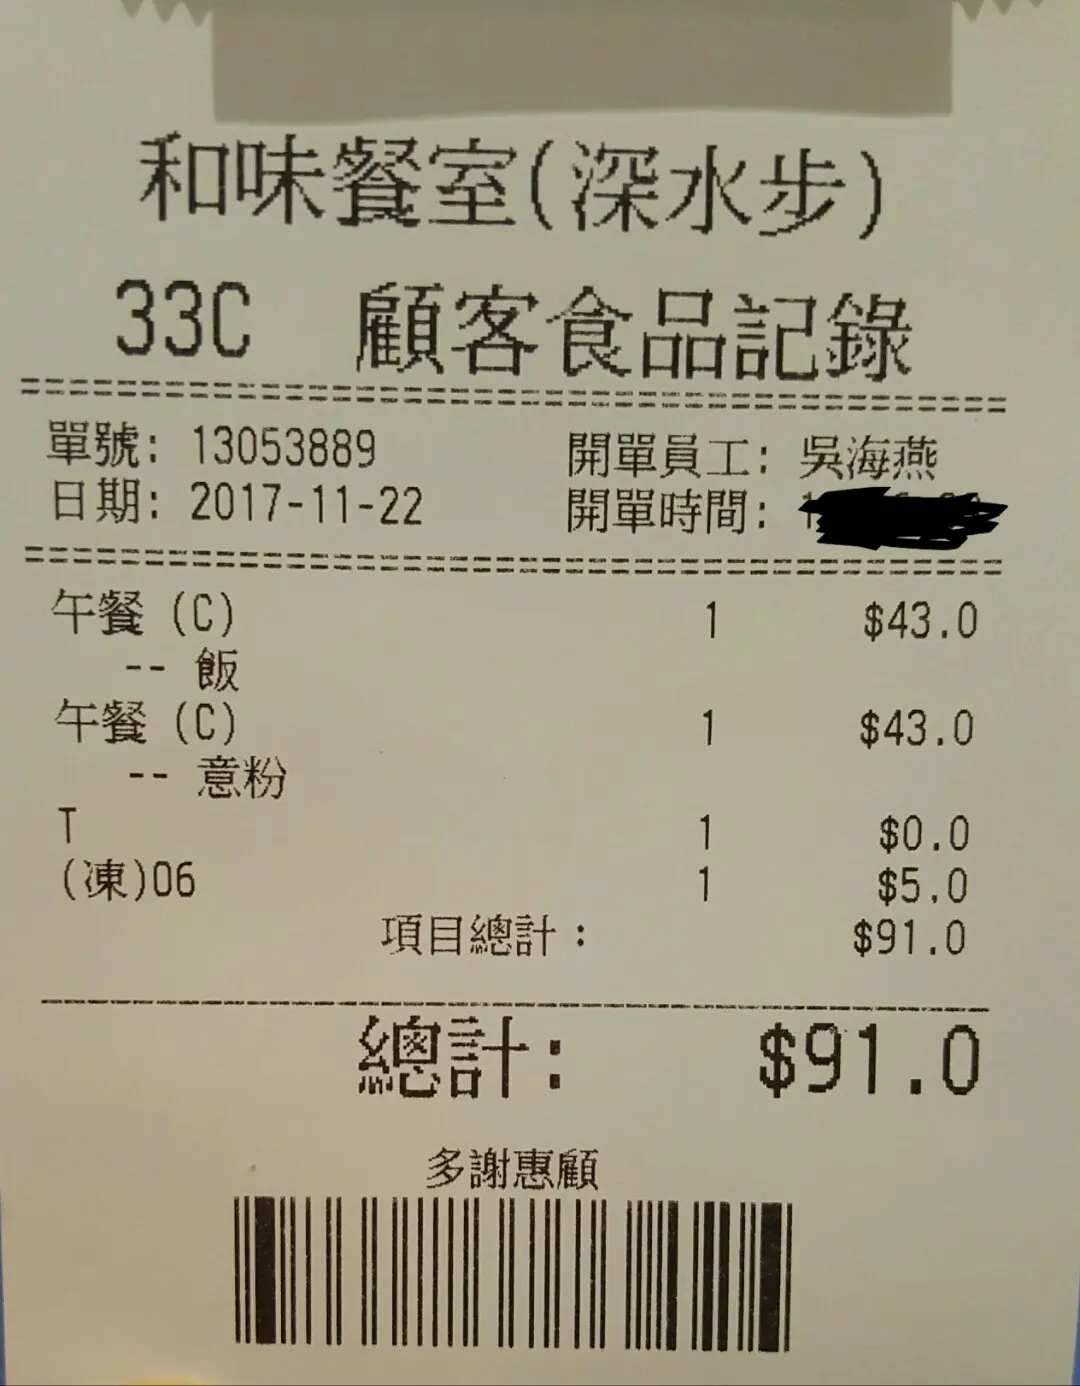 和味餐室(深水步)
33C 顧客食品記錄
單號: 13053889 開單員工: 吳海燕
日期: 2017-11-22 開單時間:
午餐 (C) 1 $43.0
-- 飯
午餐 (C) 1 $43.0
-- 意粉
T 1 $0.0
(凍)06 1 $5.0
項目總計： $91.0
總計: $91.0
多謝惠顧